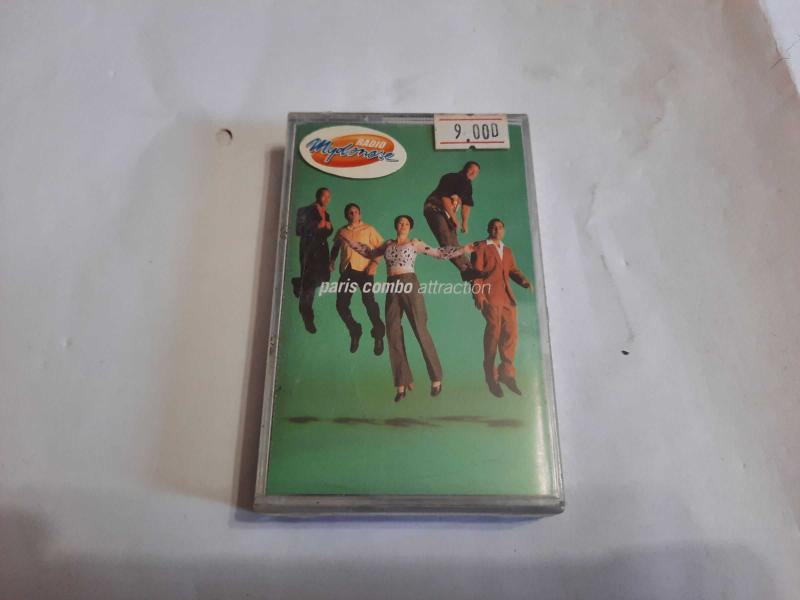 RADIO
Mydonose
9.000
paris combo attraction